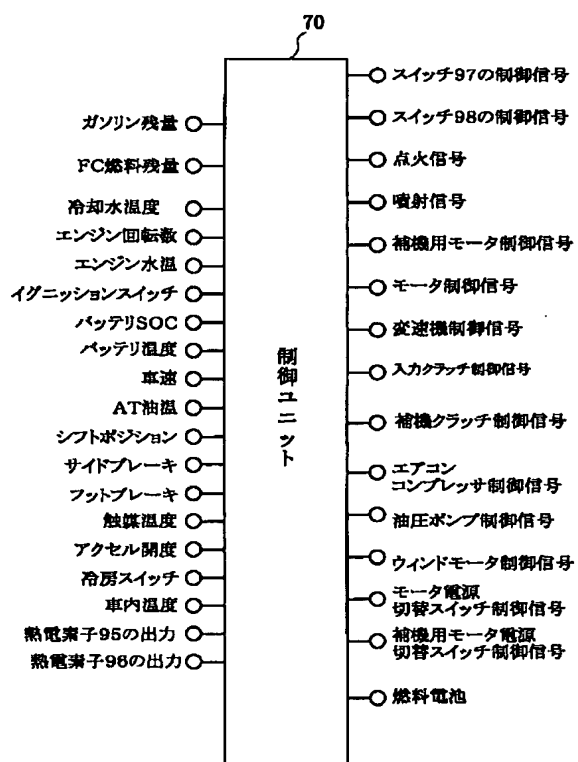 70
ガソリン残量
FC燃料残量
冷却水温度
エンジン回転数
エンジン水温
イグニッションスイッチ
バッテリSOC
バッテリ温度
車速
AT油温
シフトポジション
サイドブレーキ
フットブレーキ
触媒温度
アクセル開度
冷房スイッチ
車内温度
熱電素子95の出力
熱電素子96の出力
制御ユニット
スイッチ97の制御信号
スイッチ98の制御信号
点火信号
噴射信号
補機用モータ制御信号
モータ制御信号
変速機制御信号
入力クラッチ制御信号
補機クラッチ制御信号
エアコン
コンプレッサ制御信号
油圧ポンプ制御信号
ウィンドモータ制御信号
モータ電源
切替スイッチ制御信号
補機用モータ電源
切替スイッチ制御信号
燃料電池